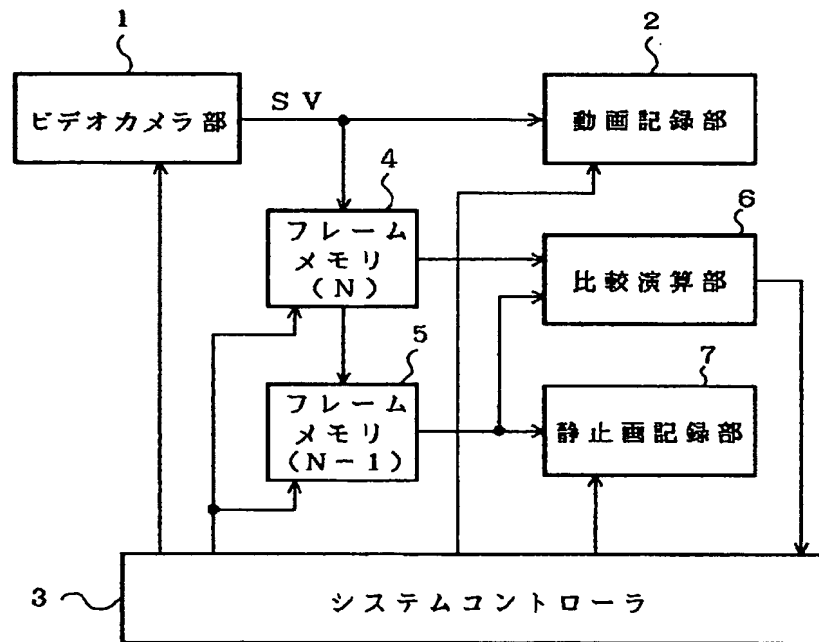 1
ビデオカメラ部
SV
2
動画記録部
4
フレーム
メモリ
(N)
6
比較演算部
5
フレーム
メモリ
(N-1)
7
静止画記録部
3
システムコントローラ